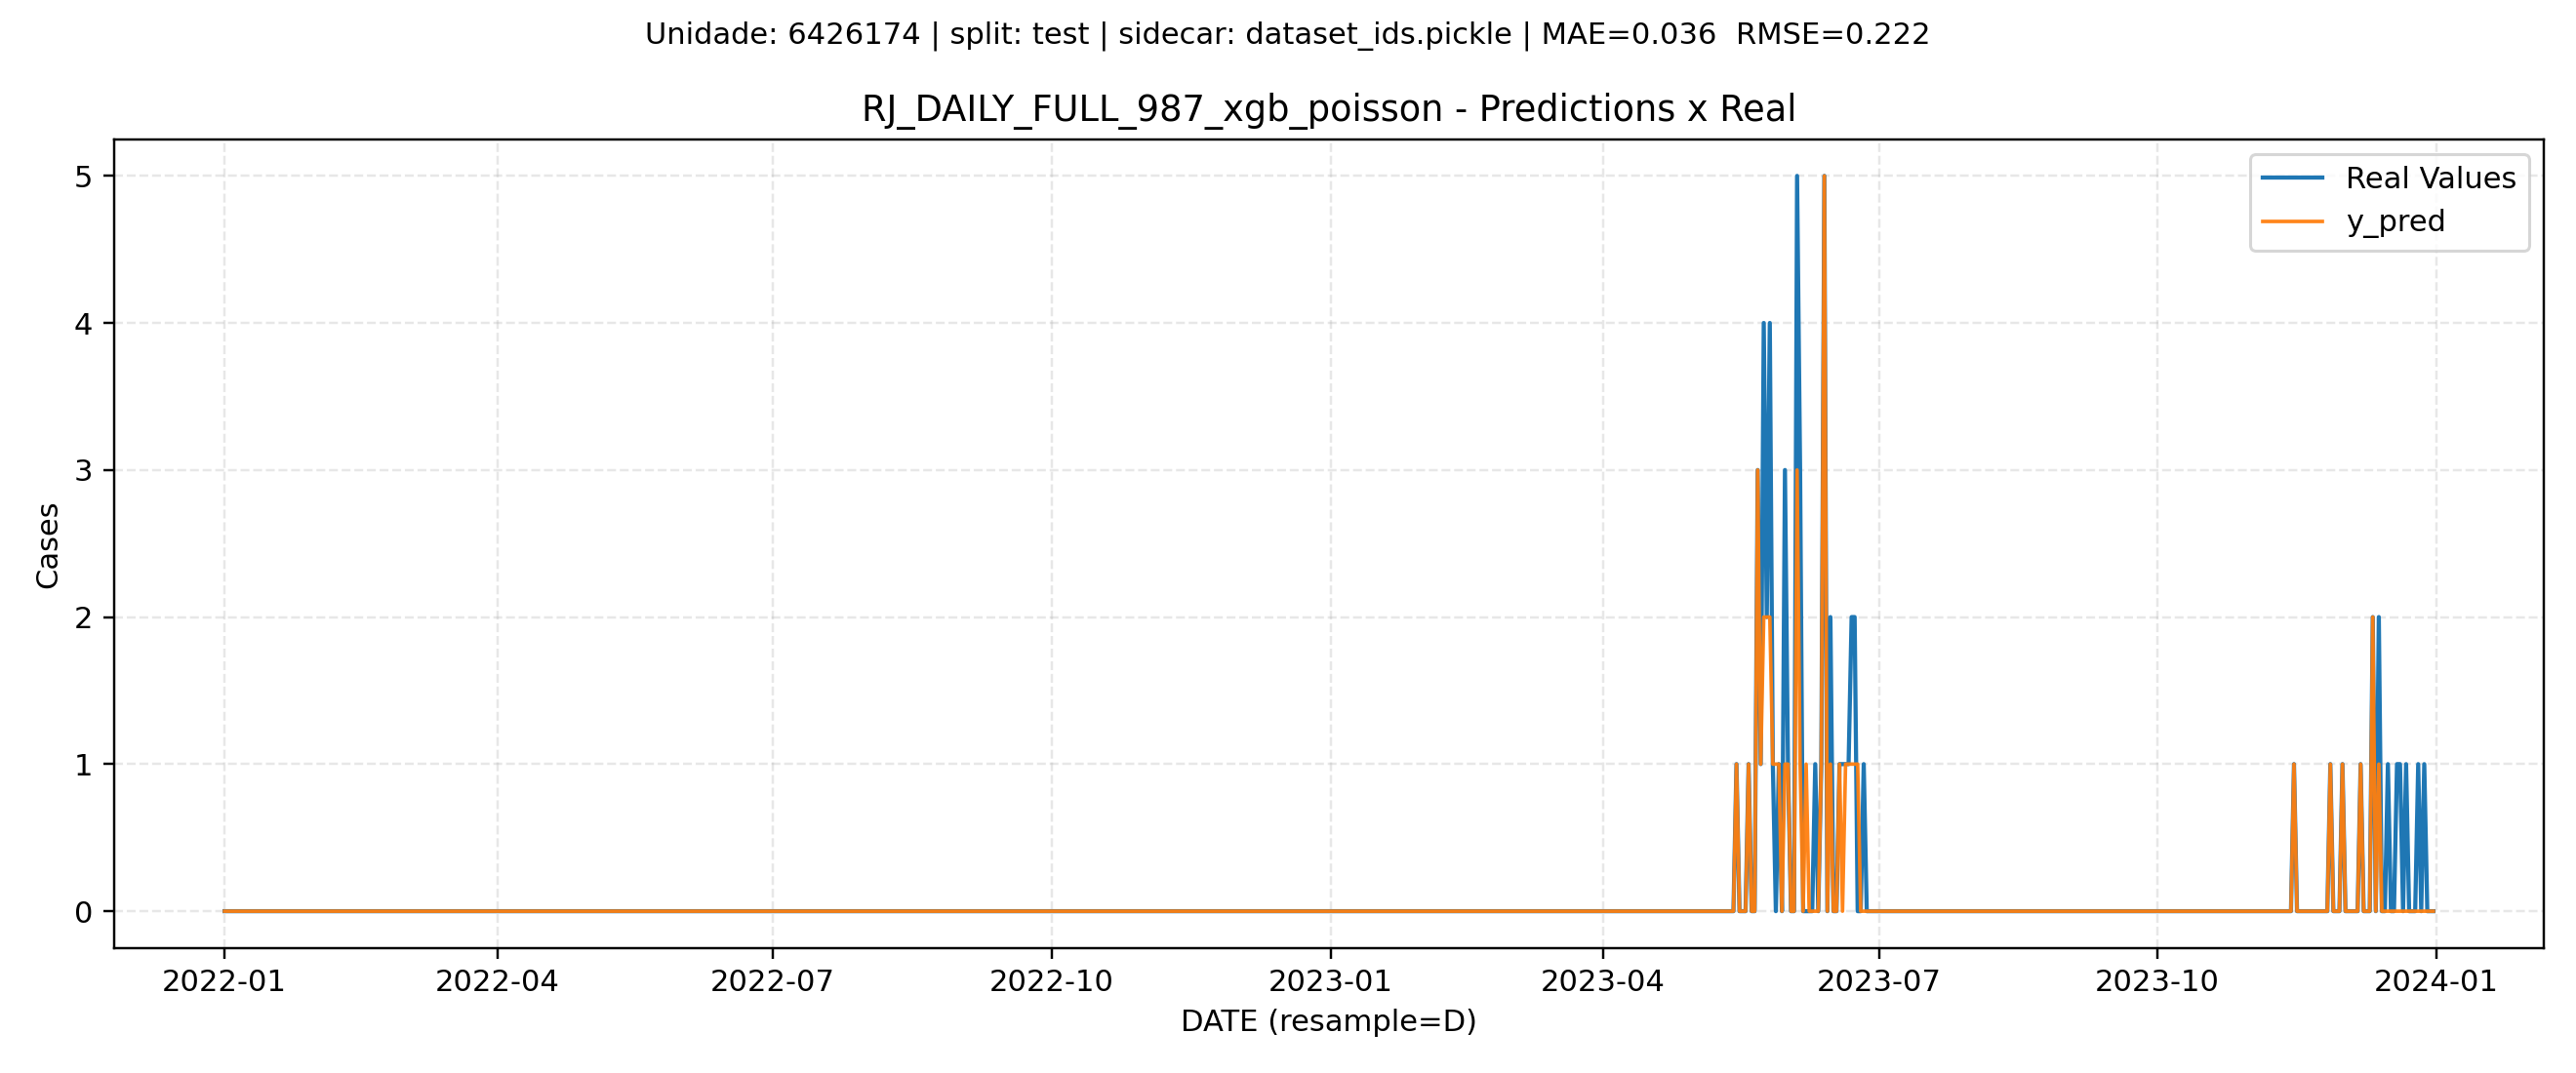 Unidade: 6426174 | split: test | sidecar: dataset_ids.pickle | MAE=0.036  RMSE=0.222
RJ_DAILY_FULL_987_xgb_poisson - Predictions x Real
Real Values
y_pred
5
4
3
2
1
0
Cases
2022-01 2022-04 2022-07 2022-10 2023-01 2023-04 2023-07 2023-10 2024-01
DATE (resample=D)